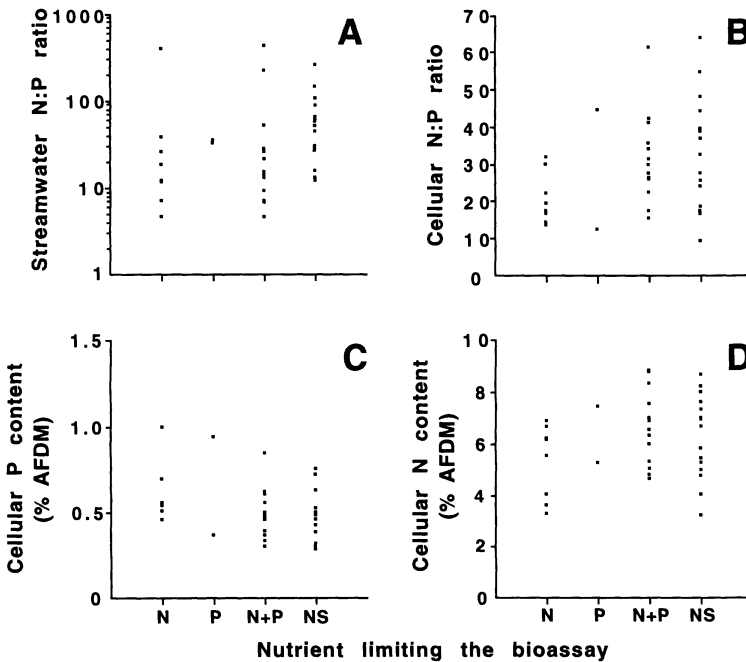 A
Streamwater N:P ratio
1000
100
10
1
B
Cellular N:P ratio
70
60
50
40
30
20
10
0
C
Cellular P content
(% AFDM)
1.5
1.0
0.5
0
N P N+P NS
D
Cellular N content
(% AFDM)
10
8
6
4
2
0
N P N+P NS
Nutrient limiting the bioassay